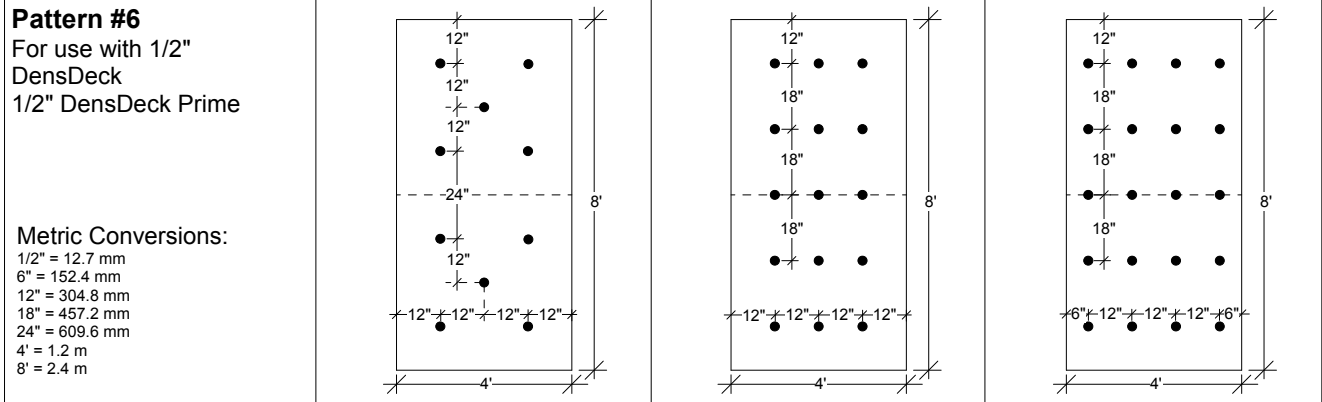 Pattern #6
For use with 1/2"
DensDeck
1/2" DensDeck Prime
Metric Conversions:
1/2" = 12.7 mm
6" = 152.4 mm
12" = 304.8 mm
18" = 457.2 mm
24" = 609.6 mm
4' = 1.2 m
8' = 2.4 m
12"
12"
12"
24"
12"
12" 12" 12" 12"
8'
4'
12"
18"
18"
18"
12" 12" 12" 12"
8'
4'
12"
18"
18"
18"
6" 12" 12" 12" 6"
8'
4'